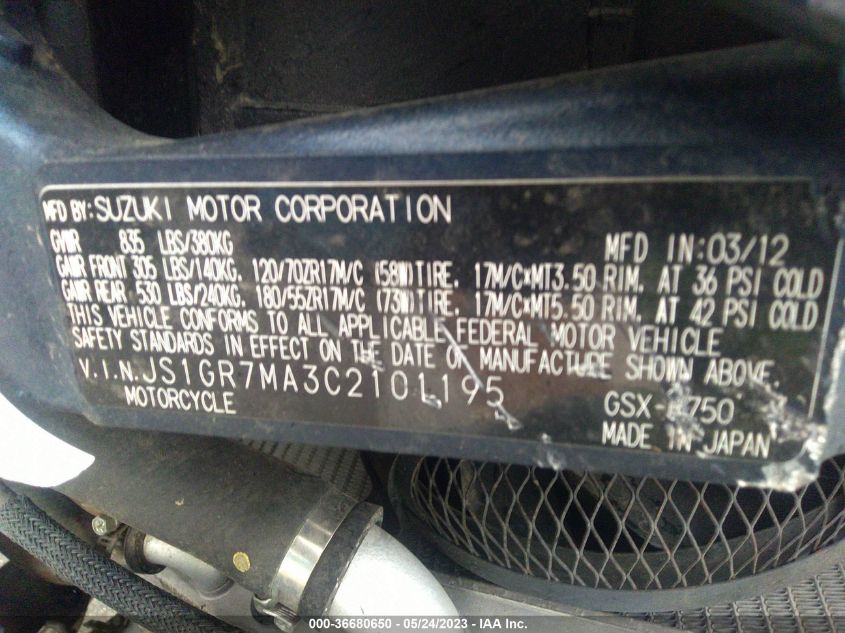 MFD BY: SUZUKI MOTOR CORPORATION
GVWR 835 LBS/380KG MFD IN: 03/12
GAWR FRONT 305 LBS/140KG. 120/70ZR17M/C (58W) TIRE. 17M/C×MT3.50 RIM. AT 36 PSI COLD
GAWR REAR 530 LBS/240KG. 180/55ZR17M/C (73W) TIRE. 17M/C×MT5.50 RIM. AT 42 PSI COLD
THIS VEHICLE CONFORMS TO ALL APPLICABLE FEDERAL MOTOR VEHICLE
SAFETY STANDARDS IN EFFECT ON THE DATE OF MANUFACTURE SHOWN ABOVE.
V.I.N. JS1GR7MA3C2101195
MOTORCYCLE 750
MADE IN JAPAN
000-36680650 - 05/24/2023 - IAA Inc.